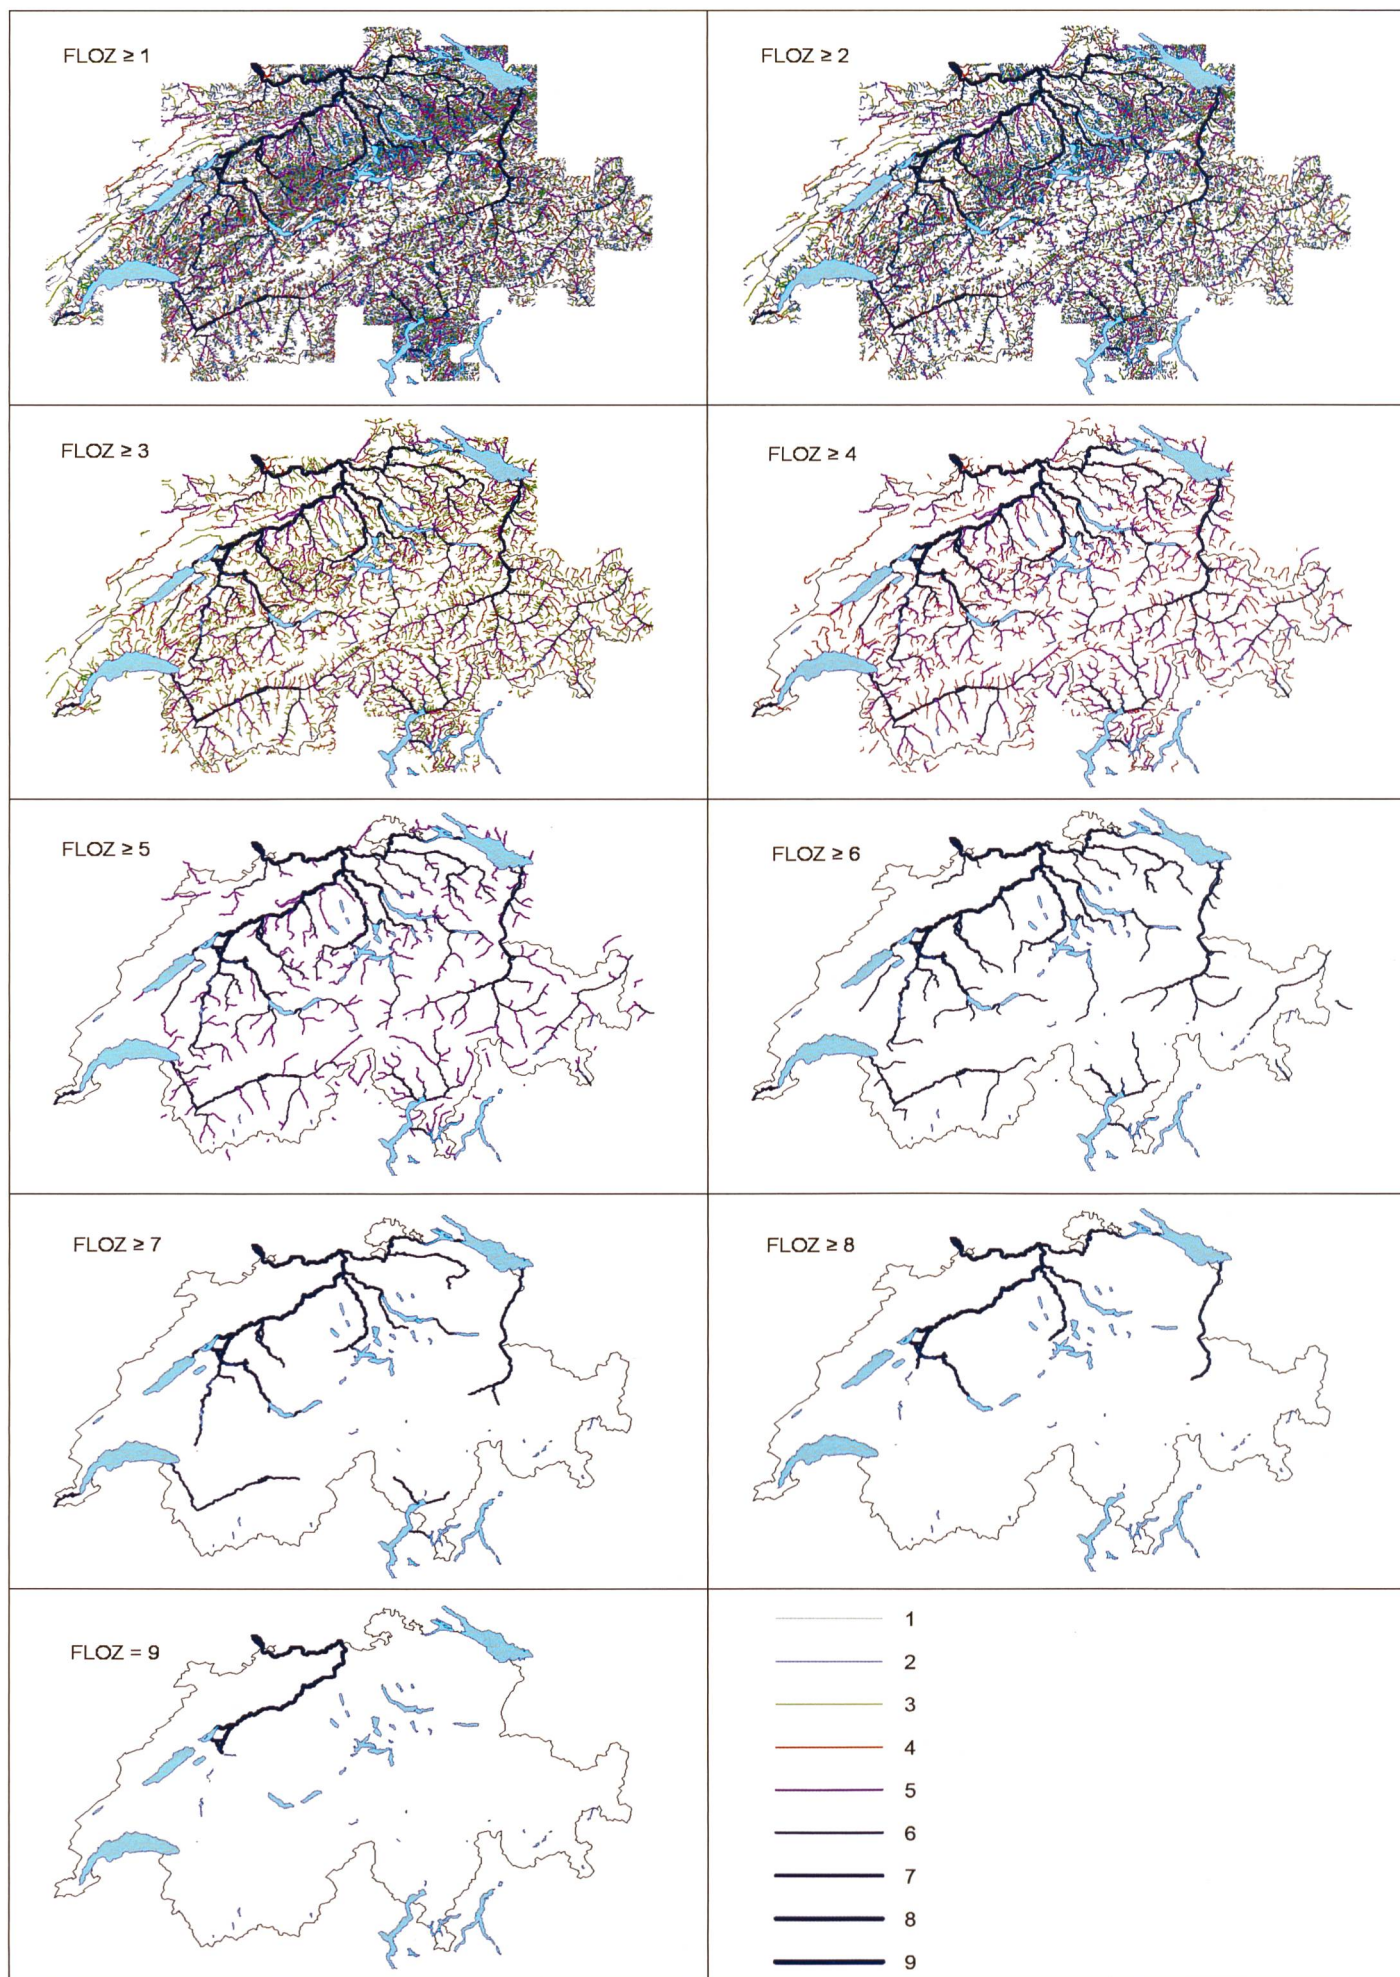 FLOZ ≥ 1
FLOZ ≥ 2
FLOZ ≥ 3
FLOZ ≥ 4
FLOZ ≥ 5
FLOZ ≥ 6
FLOZ ≥ 7
FLOZ ≥ 8
FLOZ = 9
1
2
3
4
5
6
7
8
9